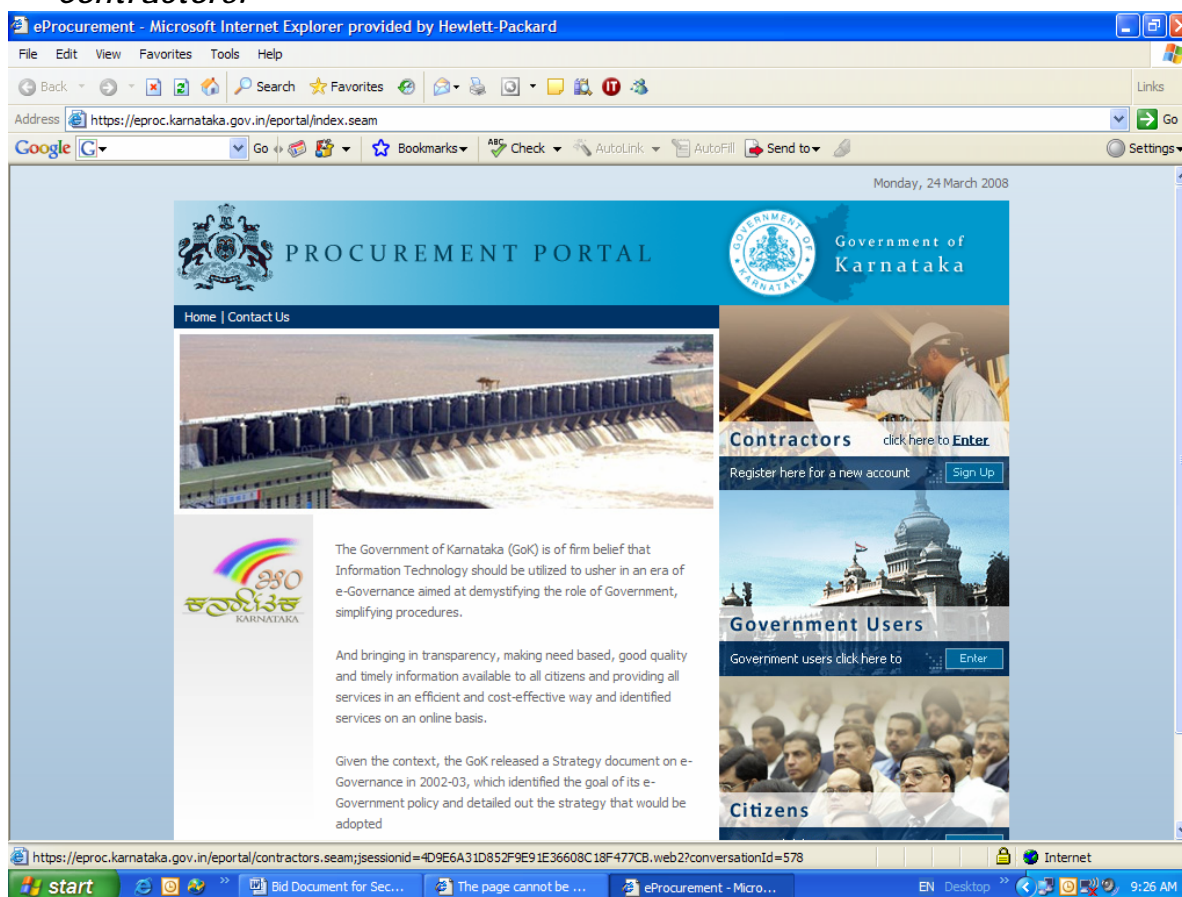 contractors.
eProcurement - Microsoft Internet Explorer provided by Hewlett-Packard
File Edit View Favorites Tools Help
Back Search Favorites Links
Address https://eproc.karnataka.gov.in/eportal/index.seam Go
Google G Go Bookmarks ABC Check AutoLink AutoFill Send to Settings
Monday, 24 March 2008
PROCUREMENT PORTAL
GOVERNMENT OF KARNATAKA
Government of
Karnataka
Home | Contact Us
Contractors click here to Enter
Register here for a new account Sign Up
Government Users
Government users click here to Enter
Citizens
ಕರ್ನಾಟಕ
KARNATAKA
The Government of Karnataka (GoK) is of firm belief that
Information Technology should be utilized to usher in an era of
e-Governance aimed at demystifying the role of Government,
simplifying procedures.
And bringing in transparency, making need based, good quality
and timely information available to all citizens and providing all
services in an efficient and cost-effective way and identified
services on an online basis.
Given the context, the GoK released a Strategy document on e-
Governance in 2002-03, which identified the goal of its e-
Government policy and detailed out the strategy that would be
adopted
https://eproc.karnataka.gov.in/eportal/contractors.seam;jsessionid=4D9E6A31D852F9E91E36608C18F477CB.web2?conversationId=578 Internet
start Bid Document for Sec... The page cannot be ... eProcurement - Micro... EN Desktop 9:26 AM